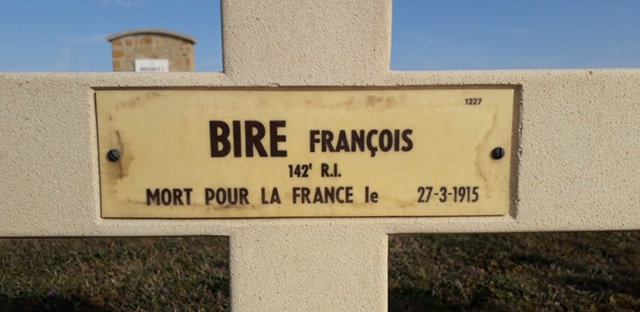 1227
BIRE FRANÇOIS
142ᵉ R.I.
MORT POUR LA FRANCE le 27-3-1915